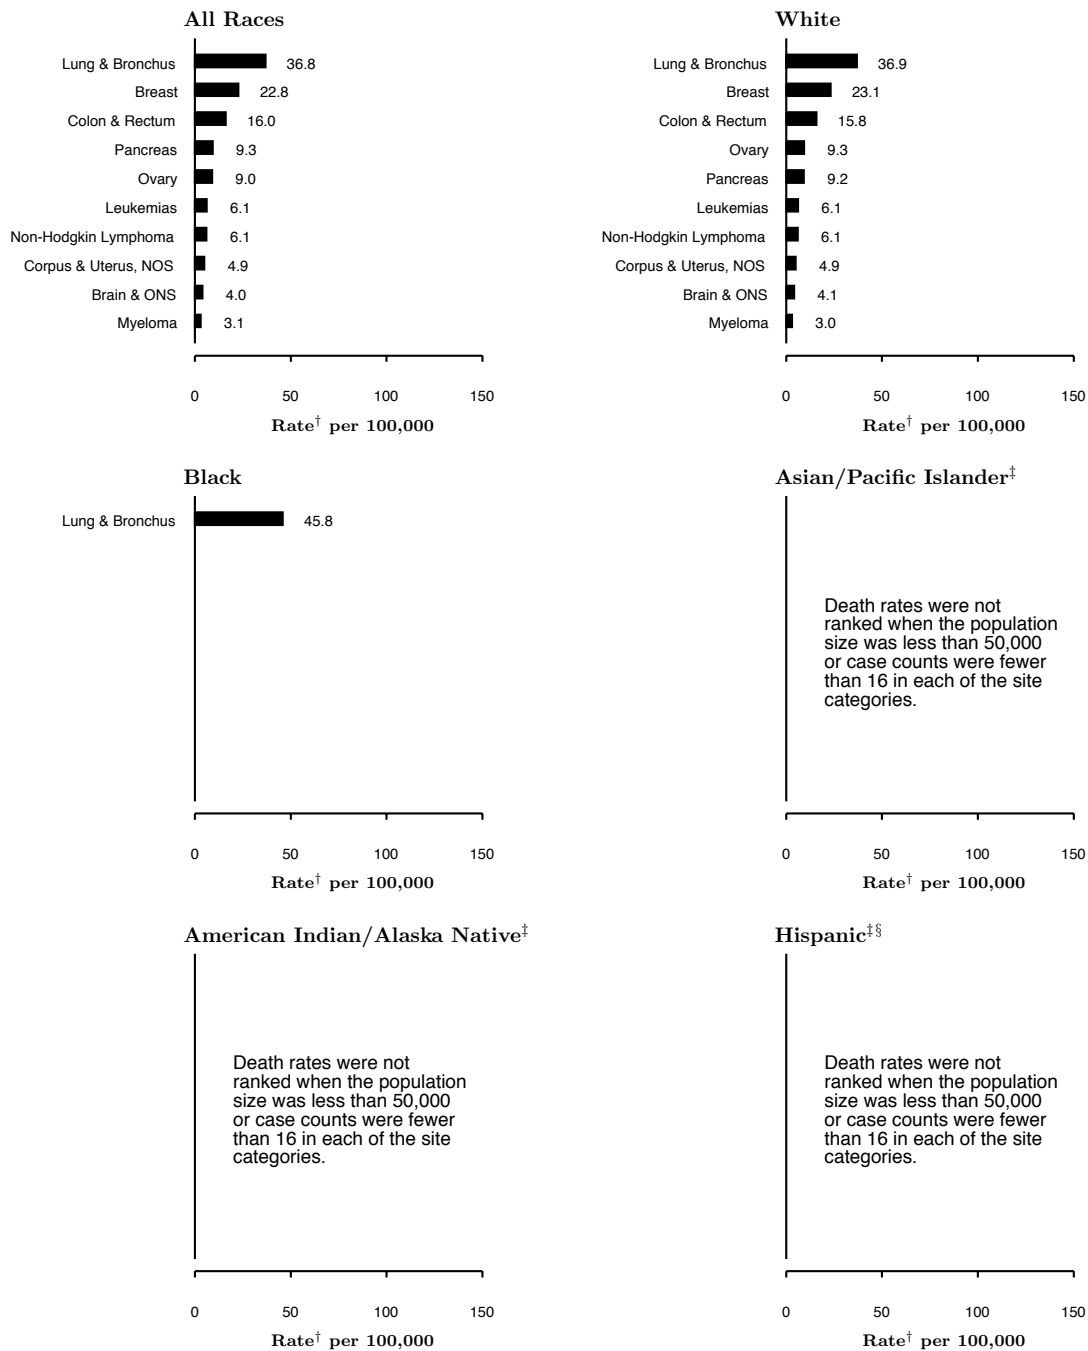 All Races
Lung & Bronchus 36.8
Breast 22.8
Colon & Rectum 16.0
Pancreas 9.3
Ovary 9.0
Leukemias 6.1
Non-Hodgkin Lymphoma 6.1
Corpus & Uterus, NOS 4.9
Brain & ONS 4.0
Myeloma 3.1
0 50 100 150
Rate† per 100,000
White
Lung & Bronchus 36.9
Breast 23.1
Colon & Rectum 15.8
Ovary 9.3
Pancreas 9.2
Leukemias 6.1
Non-Hodgkin Lymphoma 6.1
Corpus & Uterus, NOS 4.9
Brain & ONS 4.1
Myeloma 3.0
0 50 100 150
Rate† per 100,000
Black
Lung & Bronchus 45.8
0 50 100 150
Rate† per 100,000
Asian/Pacific Islander‡
Death rates were not
ranked when the population
size was less than 50,000
or case counts were fewer
than 16 in each of the site
categories.
0 50 100 150
Rate† per 100,000
American Indian/Alaska Native‡
Death rates were not
ranked when the population
size was less than 50,000
or case counts were fewer
than 16 in each of the site
categories.
0 50 100 150
Rate† per 100,000
Hispanic‡§
Death rates were not
ranked when the population
size was less than 50,000
or case counts were fewer
than 16 in each of the site
categories.
0 50 100 150
Rate† per 100,000